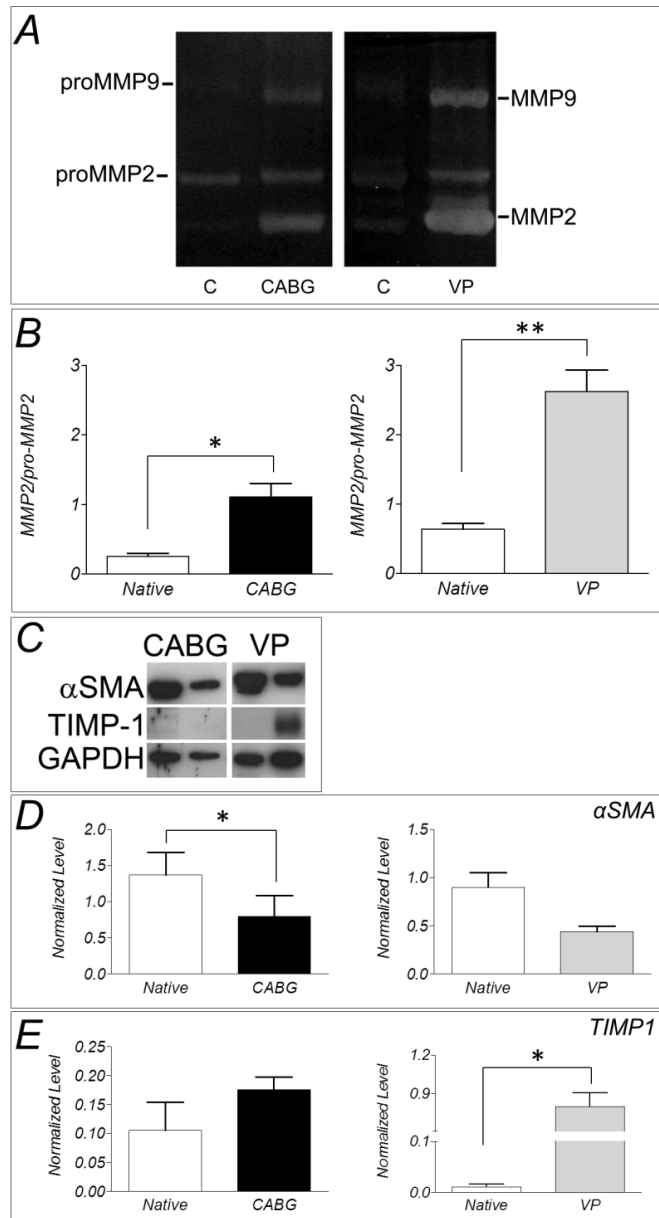 A
proMMP9
MMP9
proMMP2
MMP2
C CABG C VP
B
MMP2/pro-MMP2
3
2
1
0
*
Native CABG
MMP2/pro-MMP2
3
2
1
0
**
Native VP
C
CABG VP
αSMA
TIMP-1
GAPDH
D
αSMA
Normalized Level
2.0
1.5
1.0
0.5
0.0
*
Native CABG
Normalized Level
1.5
1.0
0.5
0.0
Native VP
E
TIMP1
Normalized Level
0.25
0.20
0.15
0.10
0.05
0.00
Native CABG
Normalized Level
1.2
0.9
0.1
0.0
*
Native VP